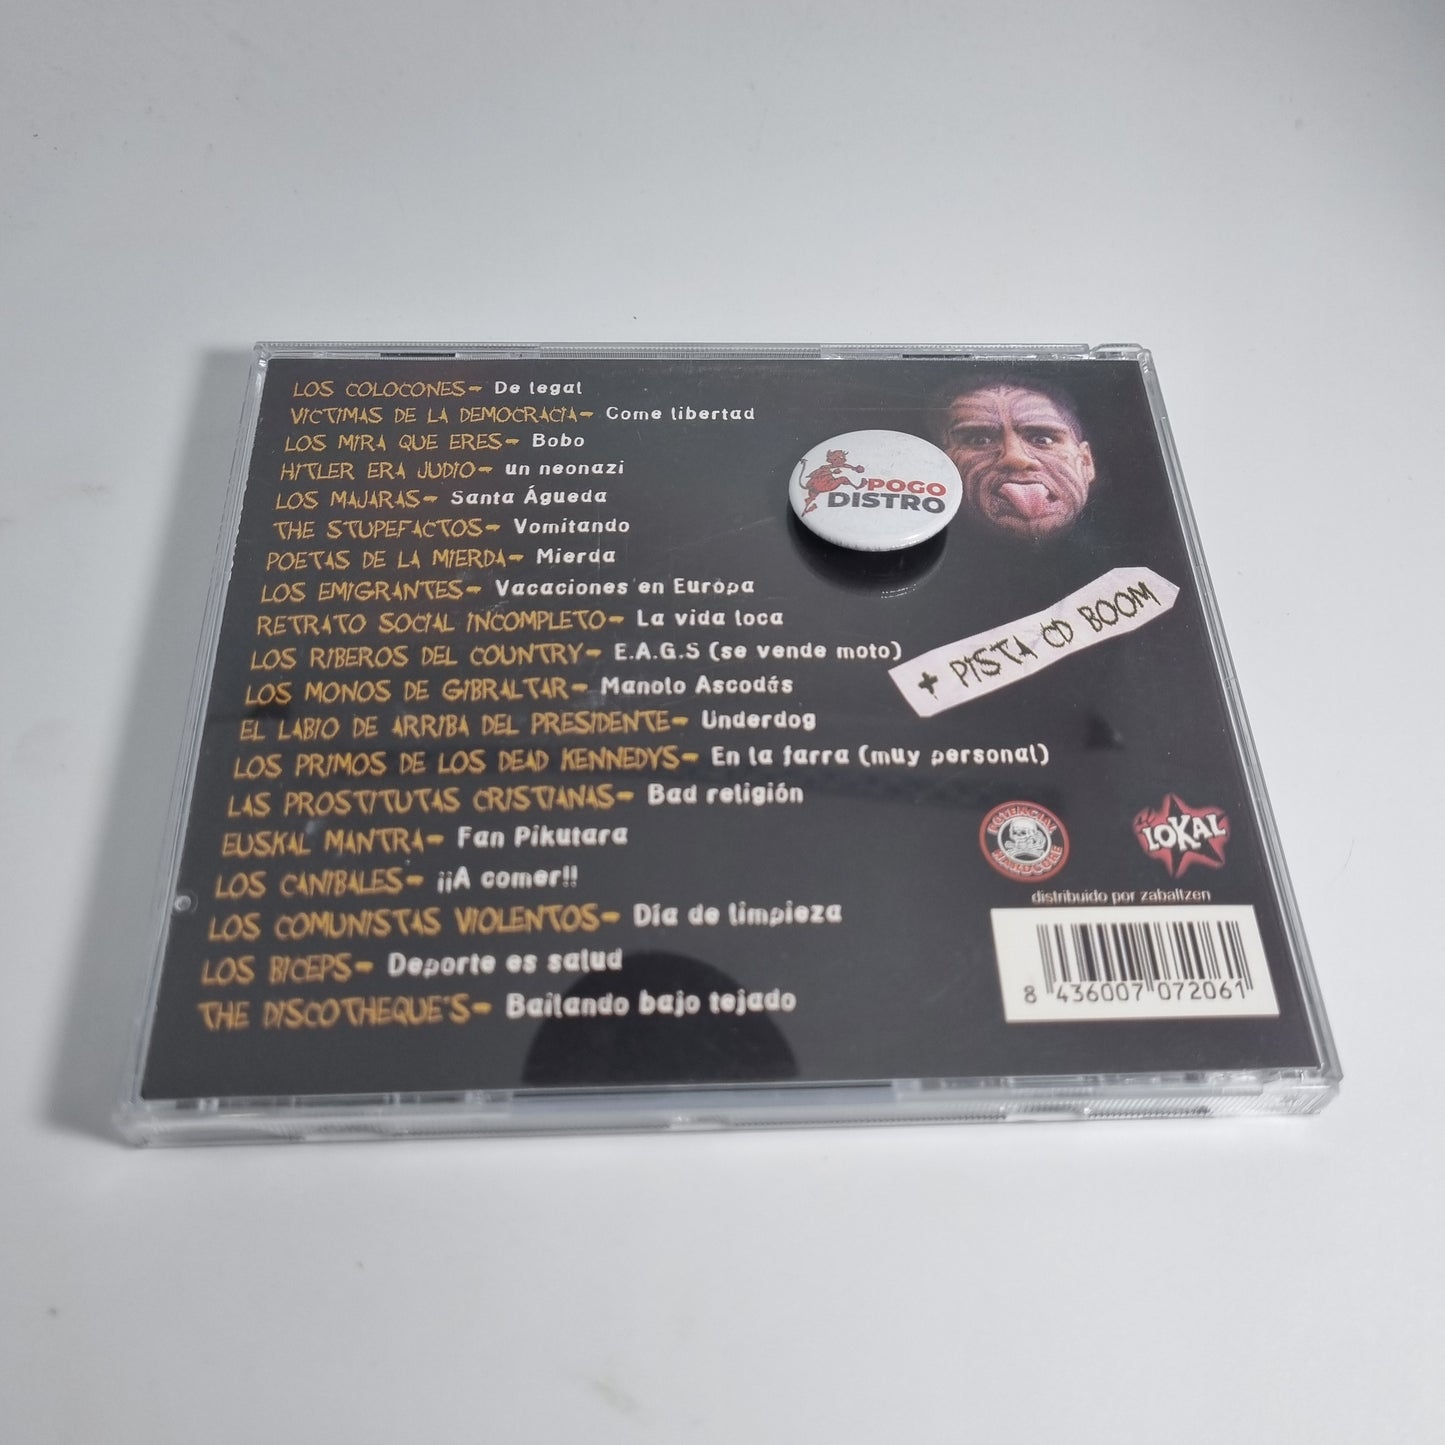 LOS COLOCONES- De legal
VICTIMAS DE LA DEMOCRACIA- Come libertad
LOS MIRA QUE ERES- Bobo
HITLER ERA JUDIO- un neonazi
LOS MAJARAS- Santa Águeda
THE STUPEFACTOS- Vomitando
POETAS DE LA MIERDA- Mierda
LOS EMIGRANTES- Vacaciones en Europa
RETRATO SOCIAL INCOMPLETO- La vida loca
LOS RIBEROS DEL COUNTRY- E.A.G.S (se vende moto)
LOS MONOS DE GIBRALTAR- Manolo Ascodás
EL LABIO DE ARRIBA DEL PRESIDENTE- Underdog
LOS PRIMOS DE LOS DEAD KENNEDYS- En la farra (muy personal)
LAS PROSTITUTAS CRISTIANAS- Bad religión
EUSKAL MANTRA- Fan Pikutara
LOS CANIBALES- ¡¡A comer!!
LOS COMUNISTAS VIOLENTOS- Día de limpieza
LOS BICEPS- Deporte es salud
THE DISCOTHEQUE'S- Bailando bajo tejado
POGO
DISTRO
+ PISTA CD BOOM
POTENCIAL
HARDCORE
LOKAL
distribuido por zabaltzen
8 436007 072061